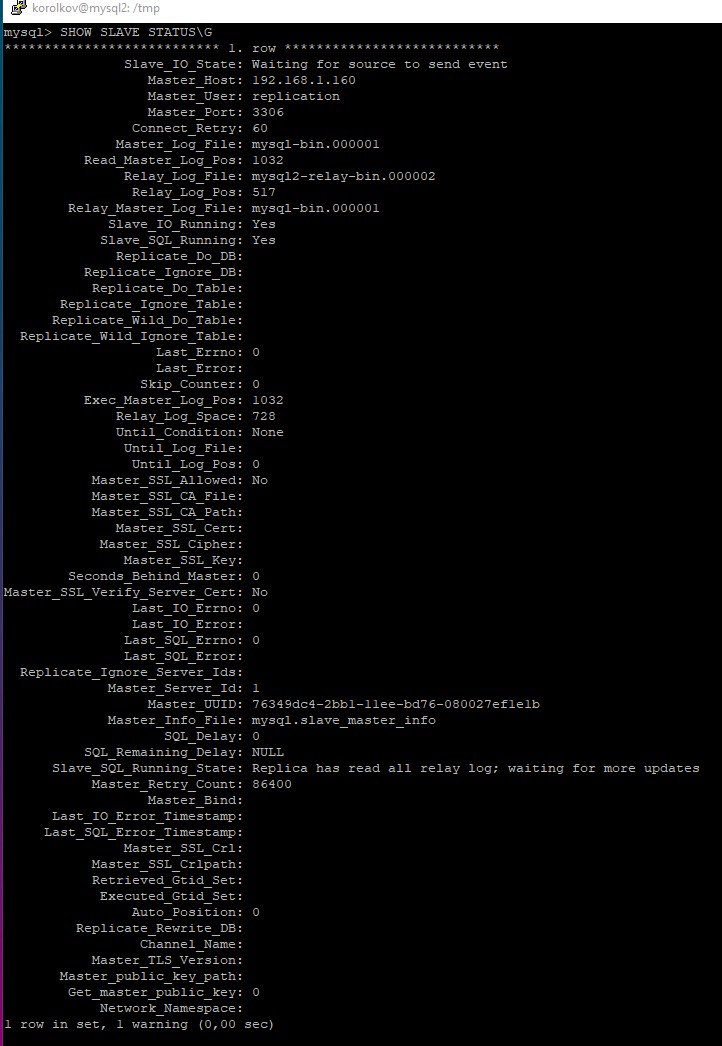 korolkov@mysql2: /tmp
mysql> SHOW SLAVE STATUS\G
*************************** 1. row ***************************
Slave_IO_State: Waiting for source to send event
Master_Host: 192.168.1.160
Master_User: replication
Master_Port: 3306
Connect_Retry: 60
Master_Log_File: mysql-bin.000001
Read_Master_Log_Pos: 1032
Relay_Log_File: mysql2-relay-bin.000002
Relay_Log_Pos: 517
Relay_Master_Log_File: mysql-bin.000001
Slave_IO_Running: Yes
Slave_SQL_Running: Yes
Replicate_Do_DB:
Replicate_Ignore_DB:
Replicate_Do_Table:
Replicate_Ignore_Table:
Replicate_Wild_Do_Table:
Replicate_Wild_Ignore_Table:
Last_Errno: 0
Last_Error:
Skip_Counter: 0
Exec_Master_Log_Pos: 1032
Relay_Log_Space: 728
Until_Condition: None
Until_Log_File:
Until_Log_Pos: 0
Master_SSL_Allowed: No
Master_SSL_CA_File:
Master_SSL_CA_Path:
Master_SSL_Cert:
Master_SSL_Cipher:
Master_SSL_Key:
Seconds_Behind_Master: 0
Master_SSL_Verify_Server_Cert: No
Last_IO_Errno: 0
Last_IO_Error:
Last_SQL_Errno: 0
Last_SQL_Error:
Replicate_Ignore_Server_Ids:
Master_Server_Id: 1
Master_UUID: 76349dc4-2bb1-11ee-bd76-080027ef1e1b
Master_Info_File: mysql.slave_master_info
SQL_Delay: 0
SQL_Remaining_Delay: NULL
Slave_SQL_Running_State: Replica has read all relay log; waiting for more updates
Master_Retry_Count: 86400
Master_Bind:
Last_IO_Error_Timestamp:
Last_SQL_Error_Timestamp:
Master_SSL_Crl:
Master_SSL_Crlpath:
Retrieved_Gtid_Set:
Executed_Gtid_Set:
Auto_Position: 0
Replicate_Rewrite_DB:
Channel_Name:
Master_TLS_Version:
Master_public_key_path:
Get_master_public_key: 0
Network_Namespace:
1 row in set, 1 warning (0,00 sec)